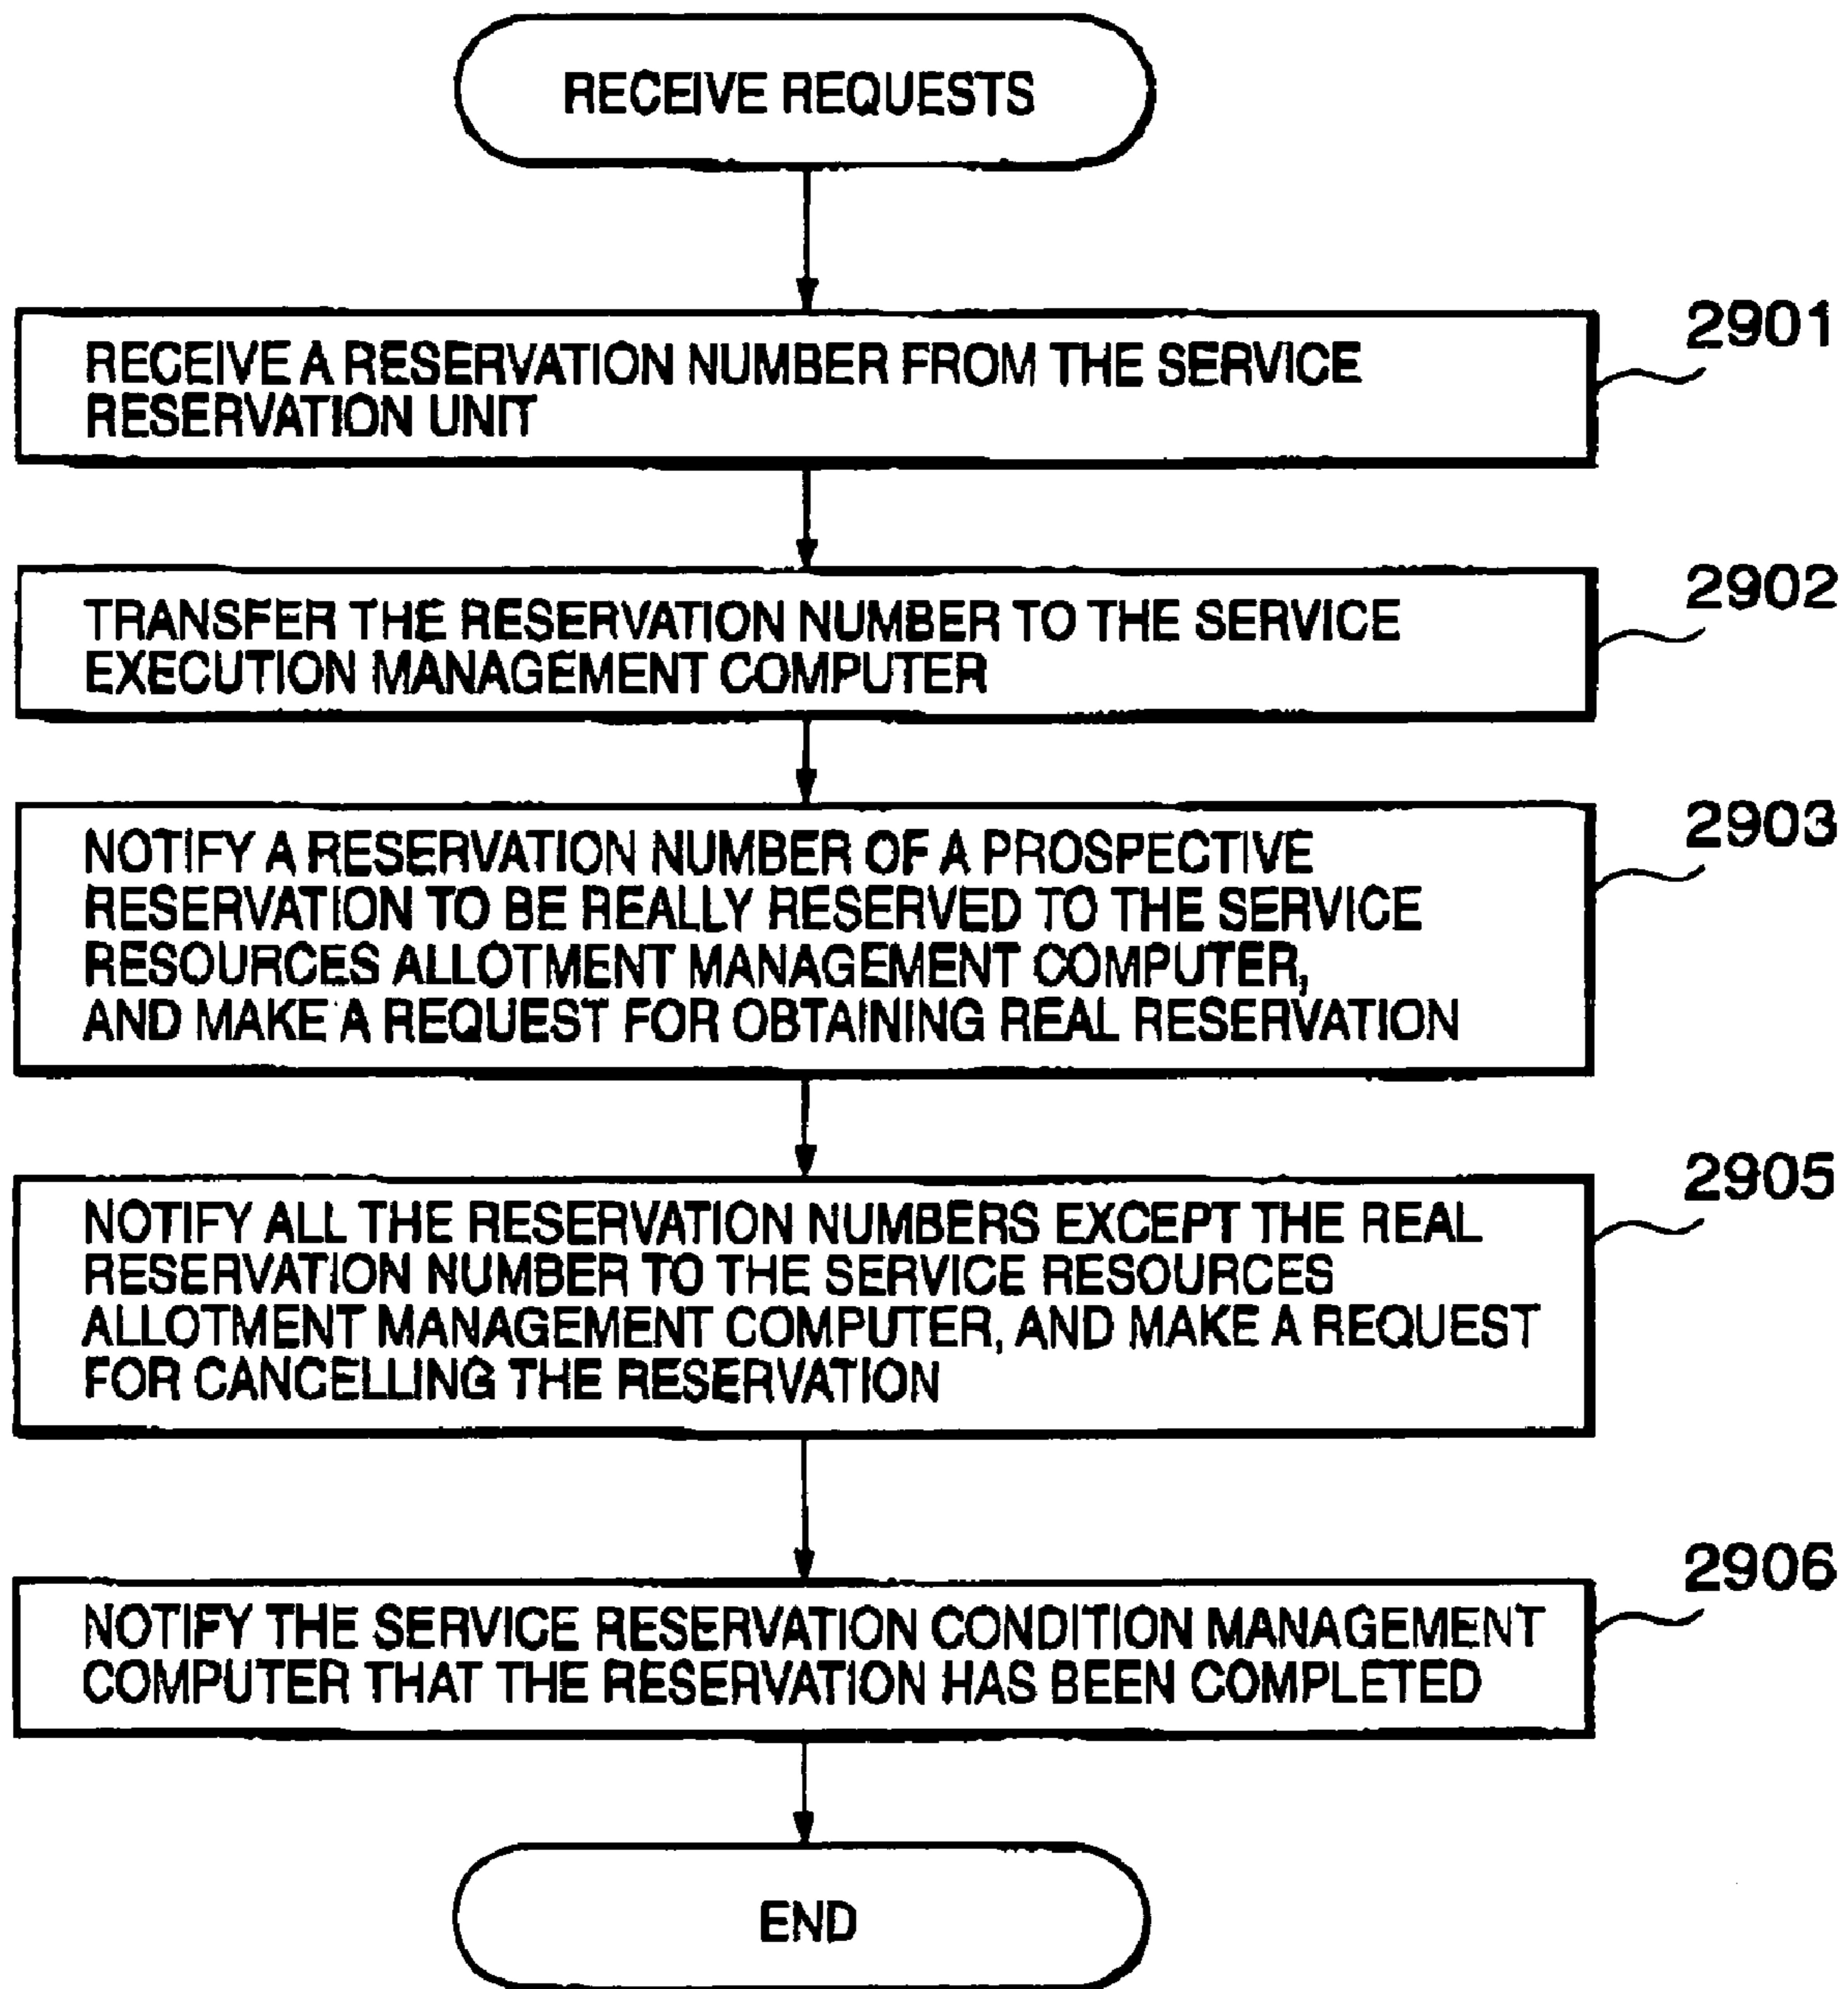 RECEIVE REQUESTS
2901
RECEIVE A RESERVATION NUMBER FROM THE SERVICE
RESERVATION UNIT
2902
TRANSFER THE RESERVATION NUMBER TO THE SERVICE
EXECUTION MANAGEMENT COMPUTER
2903
NOTIFY A RESERVATION NUMBER OF A PROSPECTIVE
RESERVATION TO BE REALLY RESERVED TO THE SERVICE
RESOURCES ALLOTMENT MANAGEMENT COMPUTER,
AND MAKE A REQUEST FOR OBTAINING REAL RESERVATION
2905
NOTIFY ALL THE RESERVATION NUMBERS EXCEPT THE REAL
RESERVATION NUMBER TO THE SERVICE RESOURCES
ALLOTMENT MANAGEMENT COMPUTER, AND MAKE A REQUEST
FOR CANCELLING THE RESERVATION
2906
NOTIFY THE SERVICE RESERVATION CONDITION MANAGEMENT
COMPUTER THAT THE RESERVATION HAS BEEN COMPLETED
END